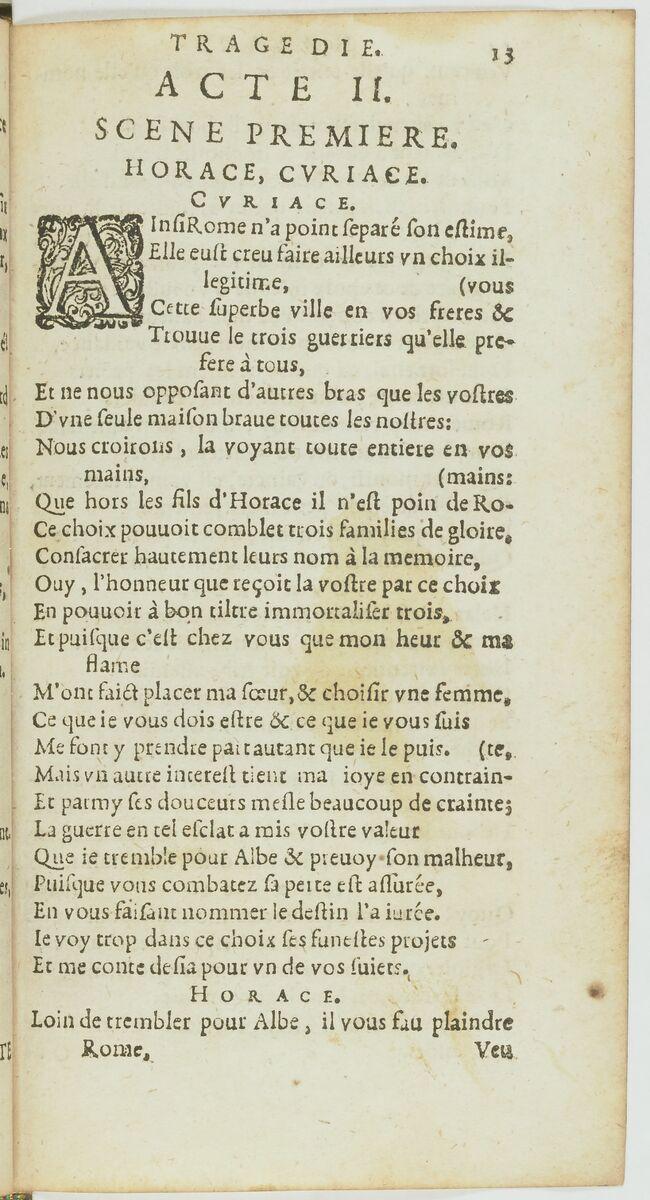 TRAGEDIE. 13
ACTE II.
SCENE PREMIERE.
HORACE, CVRIACE.
CVRIACE.
AInsiRome n'a point separé son estime,
Elle eust creu faire ailleurs vn choix il-
legitime, (vous
Cette superbe ville en vos freres &
Trouue le trois guerriers qu'elle pre-
fere à tous,
Et ne nous opposant d'autres bras que les vostres
D'vne seule maison braue toutes les nostres:
Nous croirons, la voyant toute entiere en vos
mains, (mains:
Que hors les fils d'Horace il n'est poin de Ro-
Ce choix pouuoit combler trois families de gloire,
Consacrer hautement leurs nom à la memoire,
Ouy, l'honneur que reçoit la vostre par ce choix
En pouuoir à bon tiltre immortaliser trois,
Et puisque c'est chez vous que mon heur & ma
flame
M'ont faict placer ma sœur, & choisir vne femme,
Ce que ie vous dois estre & ce que ie vous suis
Me font y prendre part autant que ie le puis. (te,
Mais vn autre interest tient ma ioye en contrain-
Et parmy ses douceurs mesle beaucoup de crainte;
La guerre en tel esclat a mis vostre valeur
Que ie tremble pour Albe & preuoy son malheur,
Puisque vous combatez sa perte est assurée,
En vous faisant nommer le destin l'a iurée.
Ie voy trop dans ce choix ses funestes projets
Et me conte desia pour vn de vos suiets.
HORACE.
Loin de trembler pour Albe, il vous fau plaindre
Rome, Veu